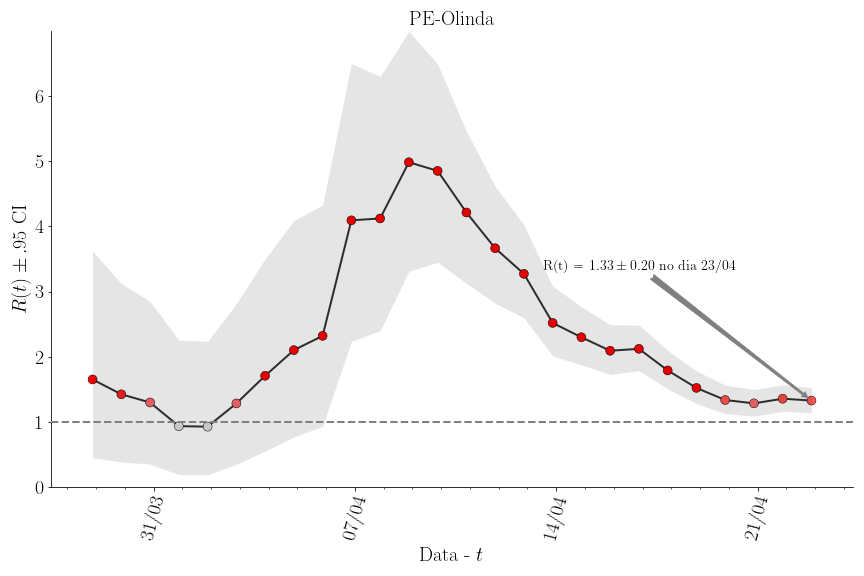 PE-Olinda
R(t) ± .95 CI
6
5
4
3
2
1
0
R(t) = 1.33 ± 0.20 no dia 23/04
31/03
07/04
14/04
21/04
Data - t